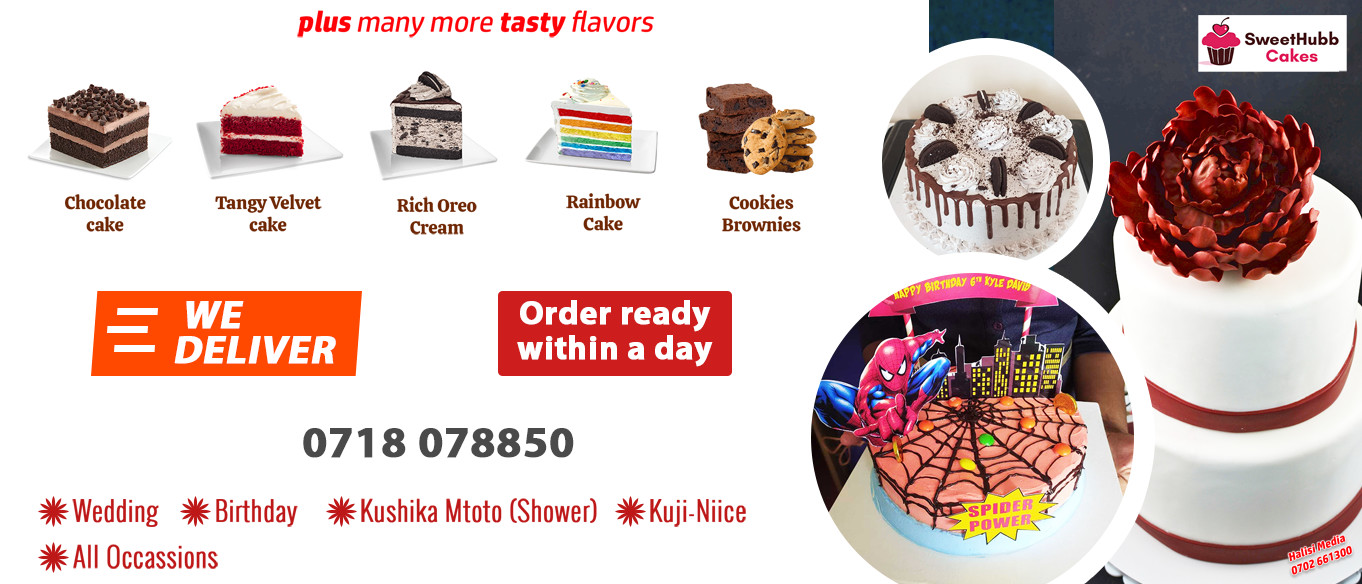 plus many more tasty flavors
SweetHubb
Cakes
Chocolate
cake
Tangy Velvet
cake
Rich Oreo
Cream
Rainbow
Cake
Cookies
Brownies
WE
DELIVER
Order ready
within a day
HAPPY BIRTHDAY 6TH KYLE DAVID
SPIDER
POWER
0718 078850
Wedding
Birthday
Kushika Mtoto (Shower)
Kuji-Niice
All Occassions
Halisi Media
0702 661300